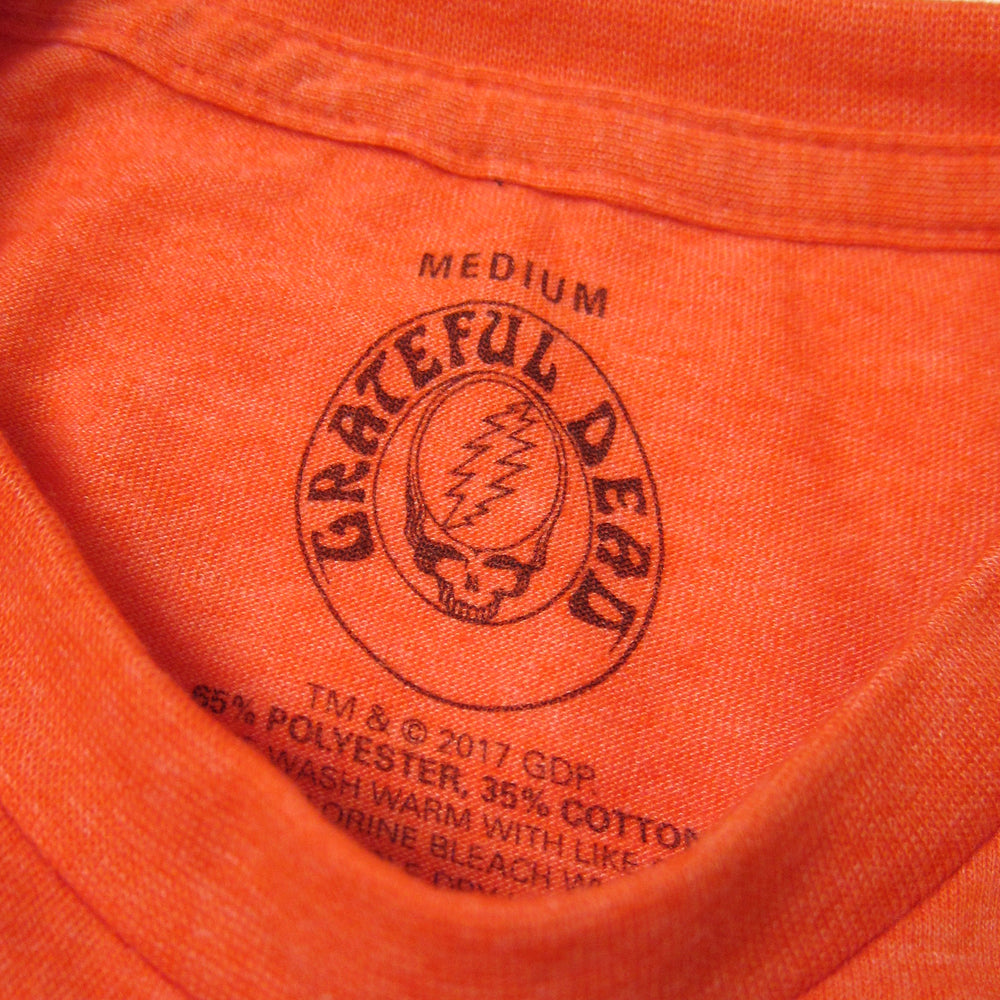 MEDIUM
GRATEFUL DEAD
TM & © 2017 GDP
65% POLYESTER, 35% COTTON
WASH WARM WITH LIKE
BLEACH